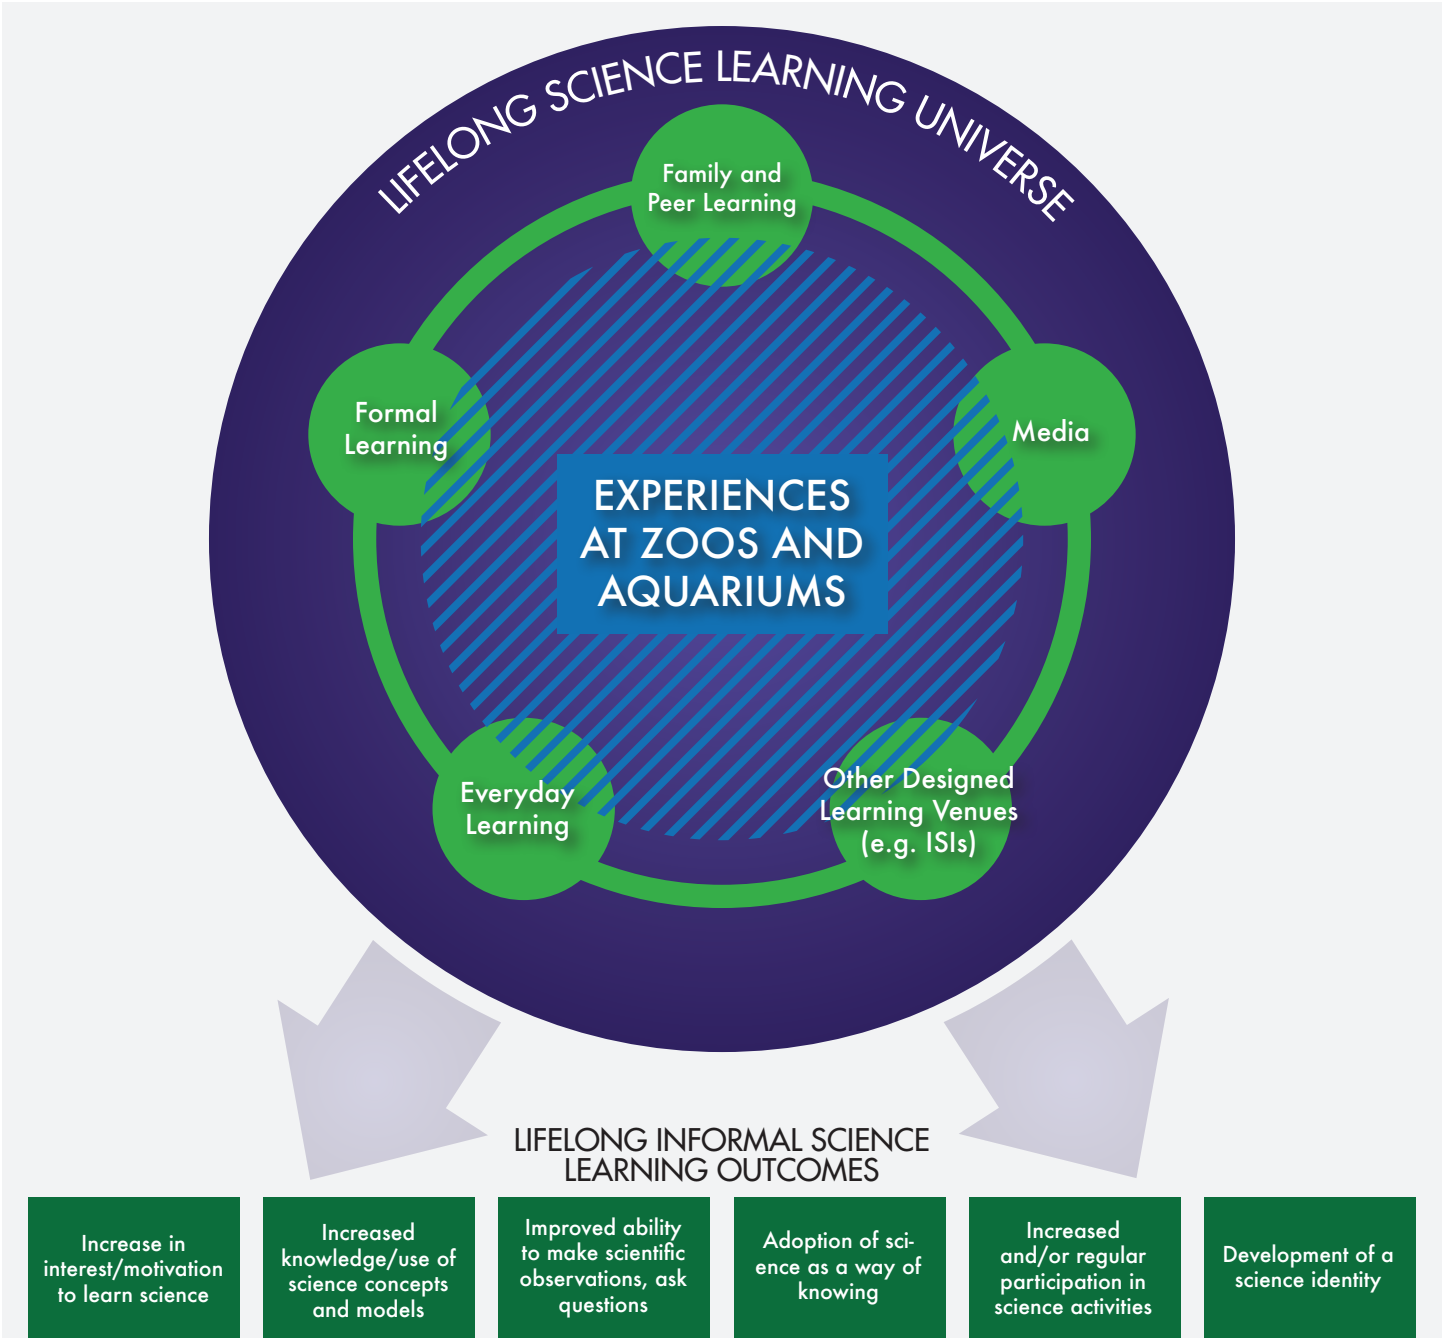 LIFELONG SCIENCE LEARNING UNIVERSE
Family and
Peer Learning
Formal
Learning
Media
EXPERIENCES
AT ZOOS AND
AQUARIUMS
Everyday
Learning
Other Designed
Learning Venues
(e.g. ISIs)
LIFELONG INFORMAL SCIENCE
LEARNING OUTCOMES
Increase in
interest/motivation
to learn science
Increased
knowledge/use of
science concepts
and models
Improved ability
to make scientific
observations, ask
questions
Adoption of sci-
ence as a way of
knowing
Increased
and/or regular
participation in
science activities
Development of a
science identity